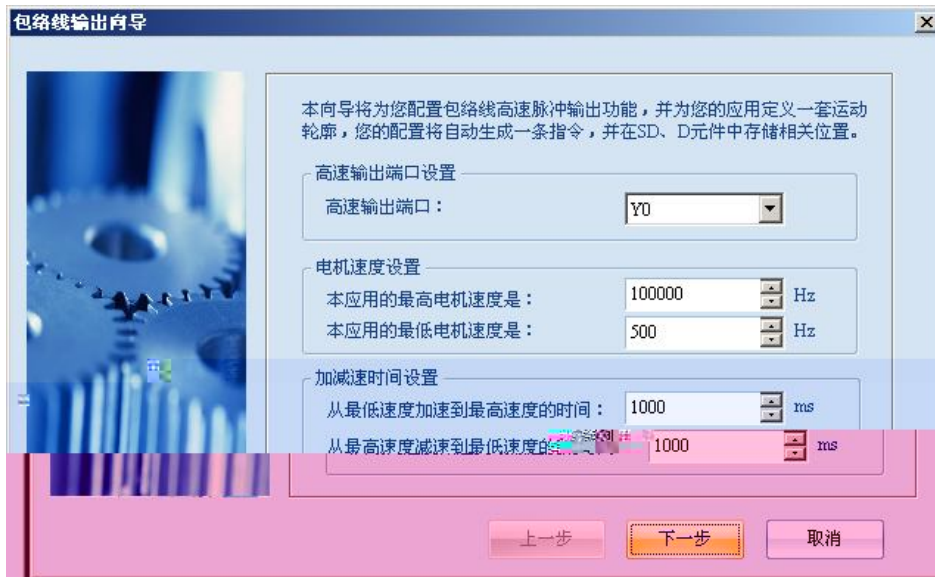 包络线输出向导
本向导将为您配置包络线高速脉冲输出功能，并为您的应用定义一套运动
轮廓，您的配置将自动生成一条指令，并在SD、D元件中存储相关位置。
高速输出端口设置
高速输出端口： Y0
电机速度设置
本应用的最高电机速度是： 100000 Hz
本应用的最低电机速度是： 500 Hz
加减速时间设置
从最低速度加速到最高速度的时间： 1000 ms
从最高速度减速到最低速度的 1000 ms
上一步 下一步 取消